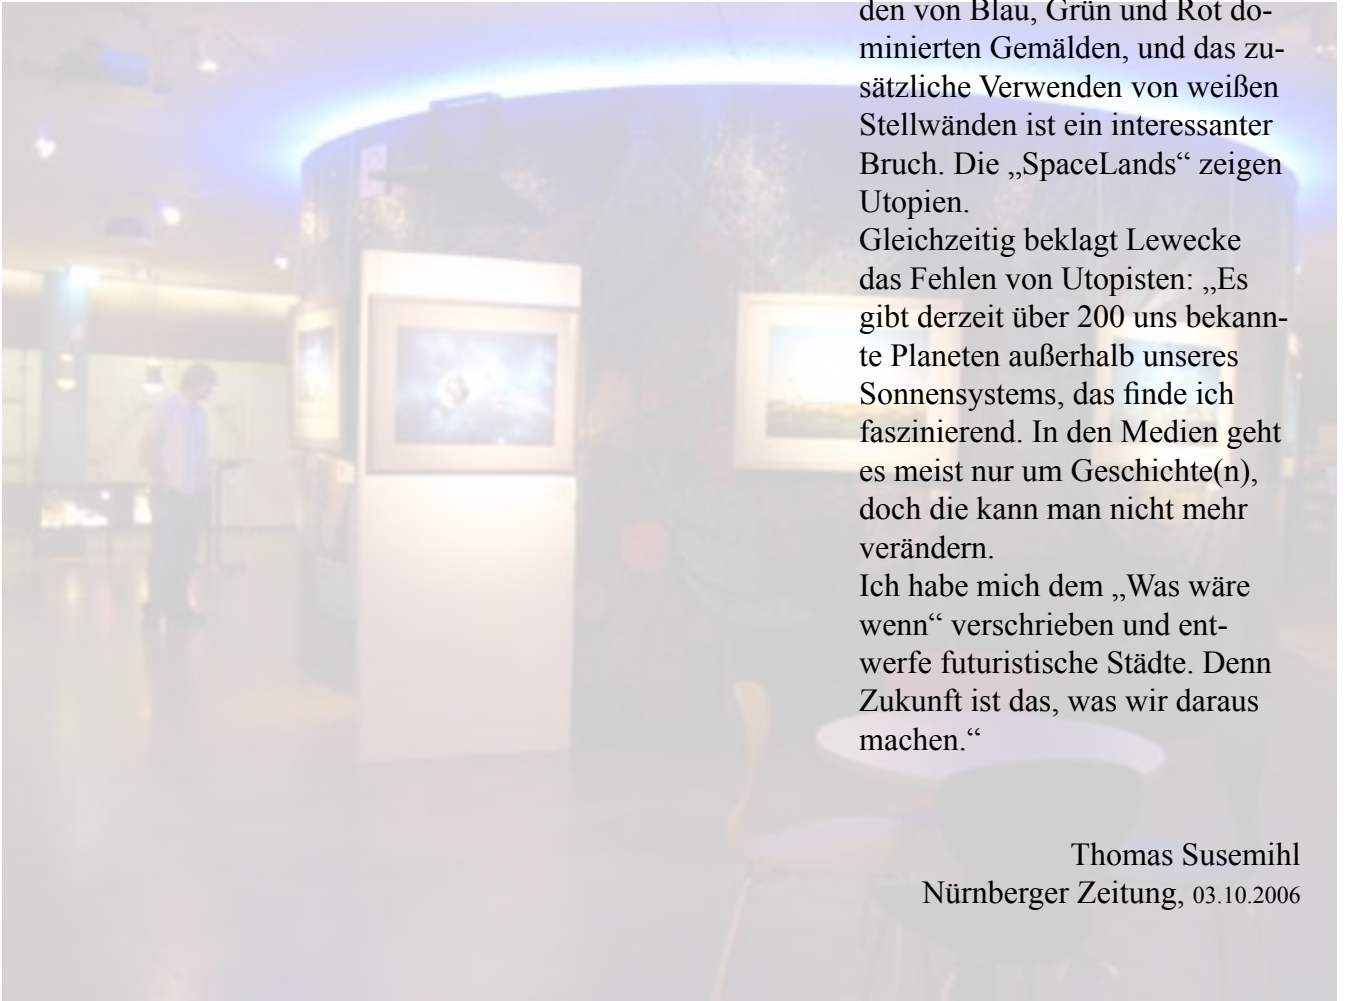 den von Blau, Grün und Rot do-
minierten Gemälden, und das zu-
sätzliche Verwenden von weißen
Stellwänden ist ein interessanter
Bruch. Die „SpaceLands“ zeigen
Utopien.
Gleichzeitig beklagt Lewecke
das Fehlen von Utopisten: „Es
gibt derzeit über 200 uns bekann-
te Planeten außerhalb unseres
Sonnensystems, das finde ich
faszinierend. In den Medien geht
es meist nur um Geschichte(n),
doch die kann man nicht mehr
verändern.
Ich habe mich dem „Was wäre
wenn“ verschrieben und ent-
werfe futuristische Städte. Denn
Zukunft ist das, was wir daraus
machen.“
Thomas Susemihl
Nürnberger Zeitung, 03.10.2006